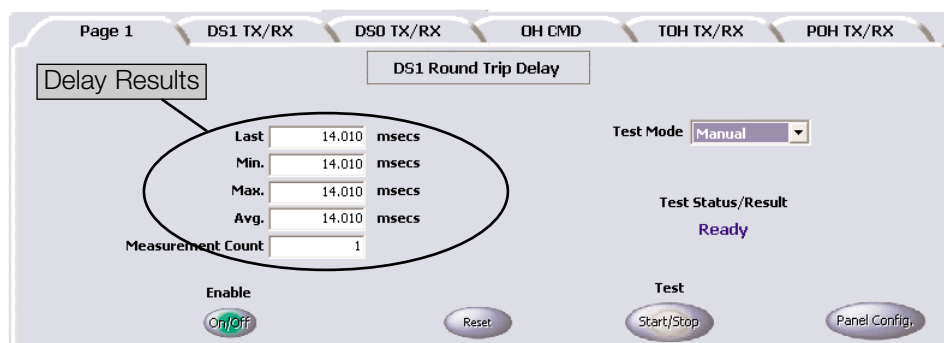 Page 1 DS1 TX/RX DS0 TX/RX OH CMD TOH TX/RX POH TX/RX
DS1 Round Trip Delay
Delay Results
Last 14.010 msecs
Min. 14.010 msecs
Max. 14.010 msecs
Avg. 14.010 msecs
Measurement Count 1
Test Mode Manual
Test Status/Result
Ready
Enable
On/Off
Reset
Test
Start/Stop
Panel Config.